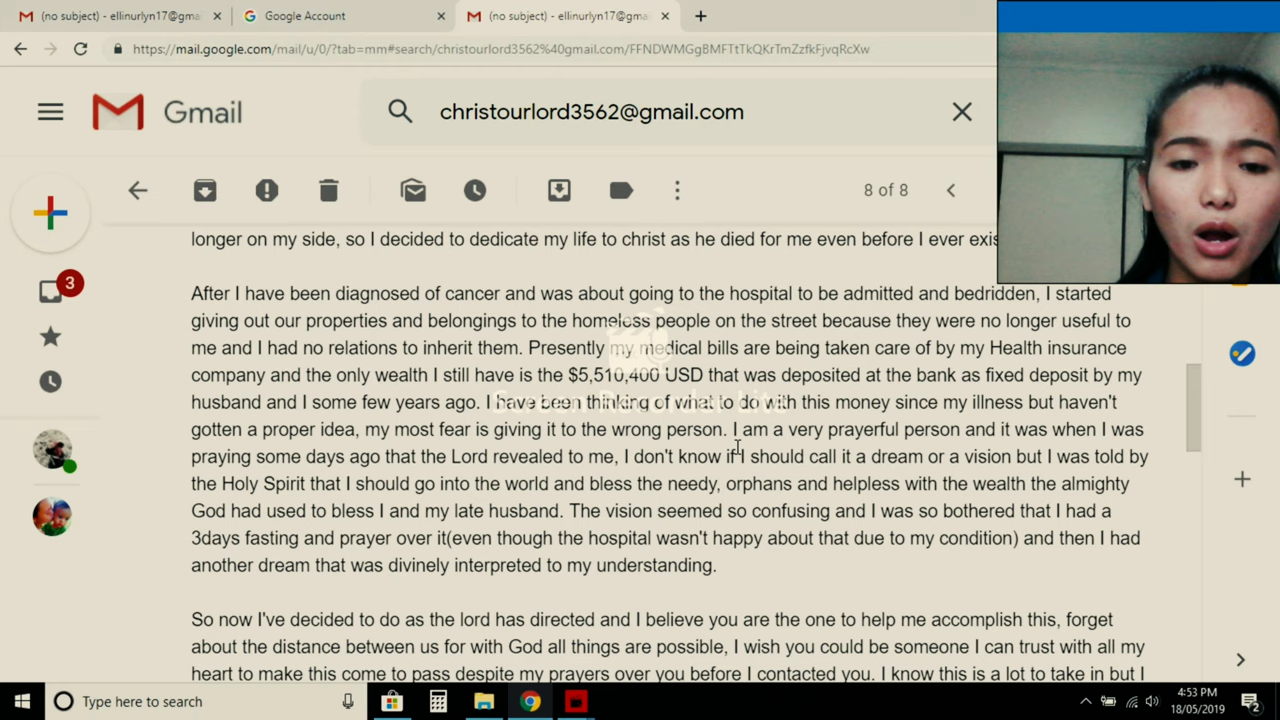 (no subject) - ellinurlyn17@gma
Google Account
(no subject) - ellinurlyn17@gma
https://mail.google.com/mail/u/0/?tab=mm#search/christourlord3562%40gmail.com/FFNDWMGgBMFTtTkQKrTmZzfkFjvqRcXw
Gmail
christourlord3562@gmail.com
8 of 8
3
longer on my side, so I decided to dedicate my life to christ as he died for me even before I ever exis
After I have been diagnosed of cancer and was about going to the hospital to be admitted and bedridden, I started
giving out our properties and belongings to the homeless people on the street because they were no longer useful to
me and I had no relations to inherit them. Presently my medical bills are being taken care of by my Health insurance
company and the only wealth I still have is the $5,510,400 USD that was deposited at the bank as fixed deposit by my
husband and I some few years ago. I have been thinking of what to do with this money since my illness but haven't
Screen Recorder Lite
gotten a proper idea, my most fear is giving it to the wrong person. I am a very prayerful person and it was when I was
praying some days ago that the Lord revealed to me, I don't know if I should call it a dream or a vision but I was told by
the Holy Spirit that I should go into the world and bless the needy, orphans and helpless with the wealth the almighty
God had used to bless I and my late husband. The vision seemed so confusing and I was so bothered that I had a
3days fasting and prayer over it(even though the hospital wasn't happy about that due to my condition) and then I had
another dream that was divinely interpreted to my understanding.
So now I've decided to do as the lord has directed and I believe you are the one to help me accomplish this, forget
about the distance between us for with God all things are possible, I wish you could be someone I can trust with all my
heart to make this come to pass despite my prayers over you before I contacted you. I know this is a lot to take in but I
Type here to search
4:53 PM
18/05/2019
2